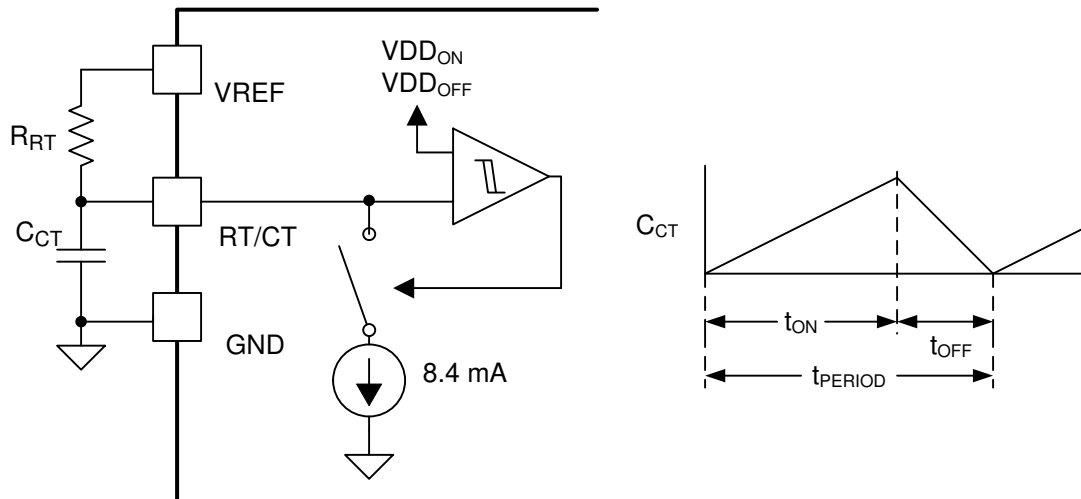 VDD_ON
VDD_OFF
VREF
R_RT
C_CT
RT/CT
GND
8.4 mA
C_CT
t_ON
t_OFF
t_PERIOD